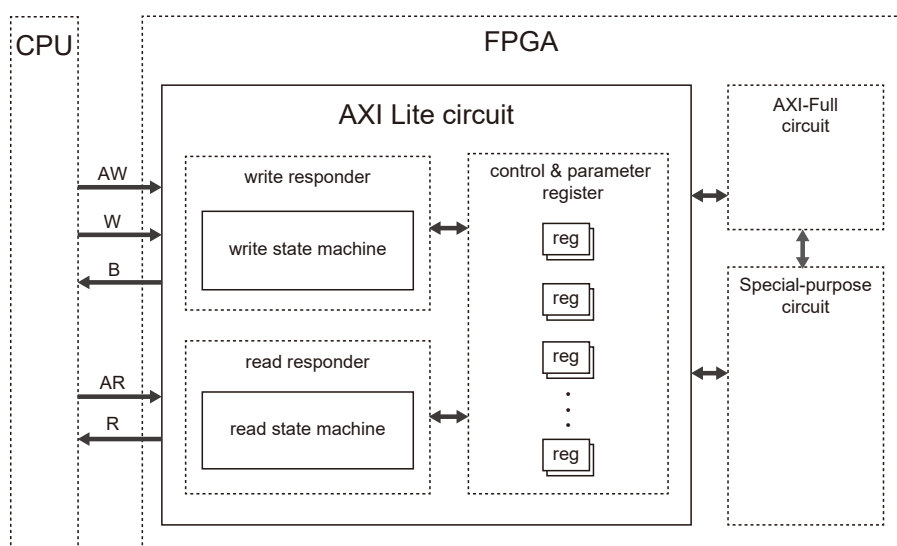 CPU
FPGA
AXI Lite circuit
AW
W
B
AR
R
write responder
write state machine
read responder
read state machine
control & parameter
register
reg
reg
reg
reg
AXI-Full
circuit
Special-purpose
circuit